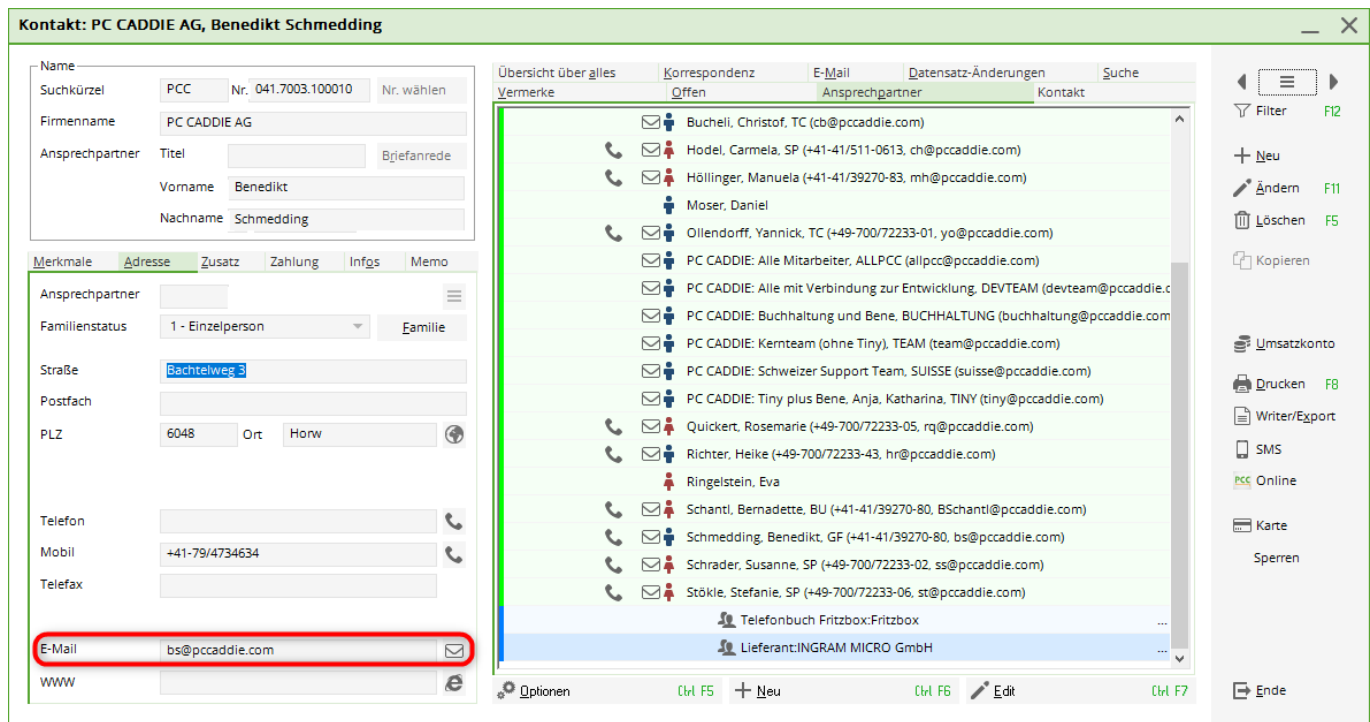 Kontakt: PC CADDIE AG, Benedikt Schmedding
Name
Suchkürzel PCC Nr. 041.7003.100010 Nr. wählen
Firmenname PC CADDIE AG
Ansprechpartner Titel Briefanrede
Vorname Benedikt
Nachname Schmedding
Merkmale Adresse Zusatz Zahlung Infos Memo
Ansprechpartner
Familienstatus 1 - Einzelperson Familie
Straße Bachtelweg 3
Postfach
PLZ 6048 Ort Horw
Telefon
Mobil +41-79/4734634
Telefax
E-Mail bs@pccaddie.com
WWW
Übersicht über alles Korrespondenz E-Mail Datensatz-Änderungen Suche
Vermerke Offen Ansprechpartner Kontakt
Bucheli, Christof, TC (cb@pccaddie.com)
Hodel, Carmela, SP (+41-41/511-0613, ch@pccaddie.com)
Höllinger, Manuela (+41-41/39270-83, mh@pccaddie.com)
Moser, Daniel
Ollendorff, Yannick, TC (+49-700/72233-01, yo@pccaddie.com)
PC CADDIE: Alle Mitarbeiter, ALLPCC (allpcc@pccaddie.com)
PC CADDIE: Alle mit Verbindung zur Entwicklung, DEVTEAM (devteam@pccaddie.c
PC CADDIE: Buchhaltung und Bene, BUCHHALTUNG (buchhaltung@pccaddie.com
PC CADDIE: Kernteam (ohne Tiny), TEAM (team@pccaddie.com)
PC CADDIE: Schweizer Support Team, SUISSE (suisse@pccaddie.com)
PC CADDIE: Tiny plus Bene, Anja, Katharina, TINY (tiny@pccaddie.com)
Quickert, Rosemarie (+49-700/72233-05, rq@pccaddie.com)
Richter, Heike (+49-700/72233-43, hr@pccaddie.com)
Ringelstein, Eva
Schantl, Bernadette, BU (+41-41/39270-80, BSchantl@pccaddie.com)
Schmedding, Benedikt, GF (+41-41/39270-80, bs@pccaddie.com)
Schrader, Susanne, SP (+49-700/72233-02, ss@pccaddie.com)
Stökle, Stefanie, SP (+49-700/72233-06, st@pccaddie.com)
Telefonbuch Fritzbox:Fritzbox ...
Lieferant:INGRAM MICRO GmbH ...
Optionen Ctrl F5 Neu Ctrl F6 Edit Ctrl F7
Filter F12
Neu
Ändern F11
Löschen F5
Kopieren
Umsatzkonto
Drucken F8
Writer/Export
SMS
PCC Online
Karte
Sperren
Ende